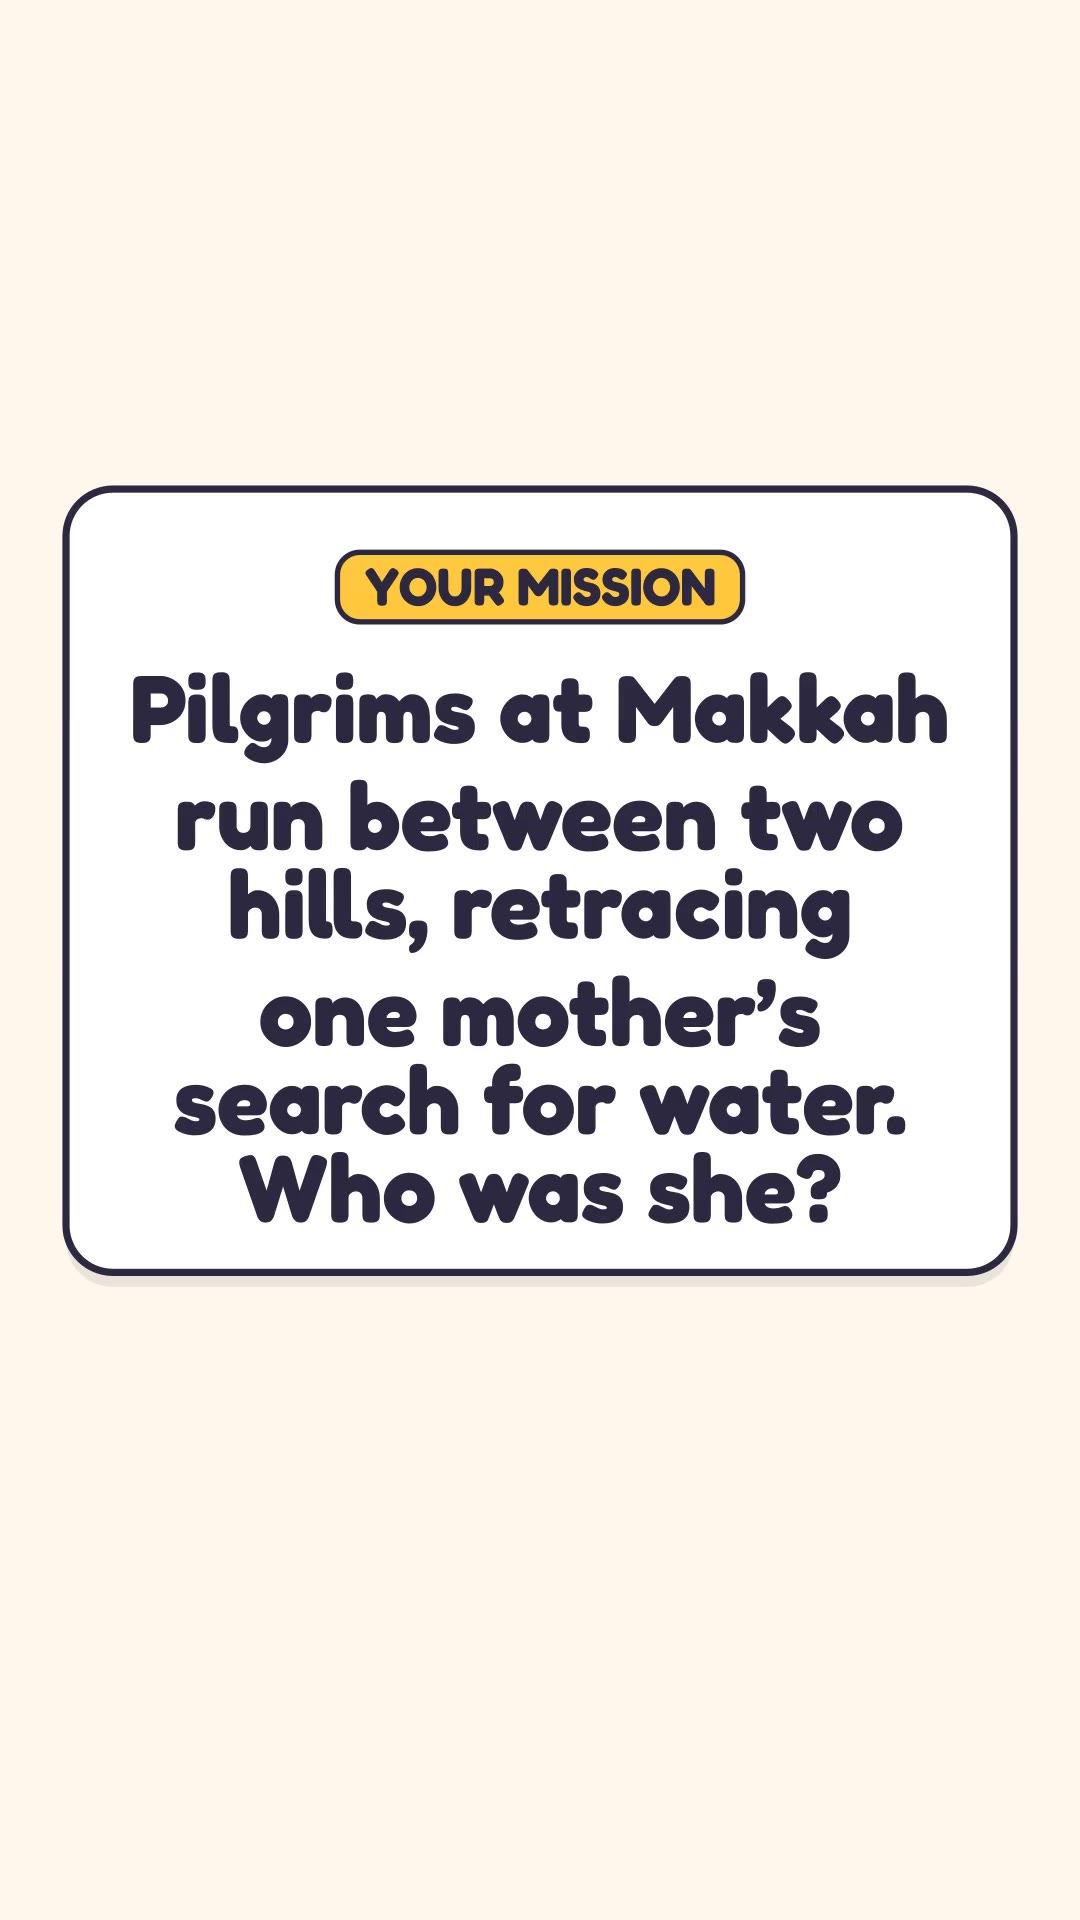 YOUR MISSION
Pilgrims at Makkah
run between two
hills, retracing
one mother’s
search for water.
Who was she?